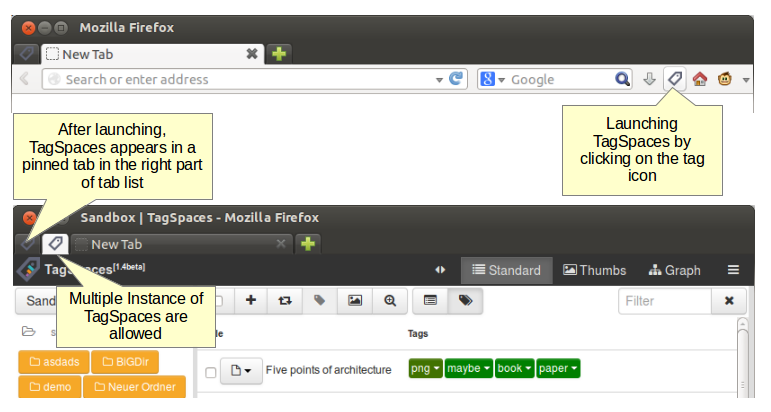 Mozilla Firefox
New Tab
Search or enter address
Google
After launching,
TagSpaces appears in a
pinned tab in the right part
of tab list
Launching
TagSpaces by
clicking on the tag
icon
Sandbox | TagSpaces - Mozilla Firefox
New Tab
[1.4beta]
Standard
Thumbs
Graph
Multiple Instance of
TagSpaces are
allowed
Filter
Tags
asdads
BiGDir
demo
Neuer Ordner
Five points of architecture
png
maybe
book
paper